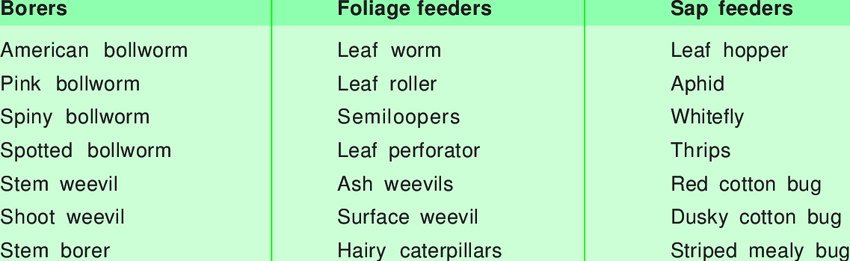 Borers Foliage feeders Sap feeders
American bollworm Leaf worm Leaf hopper
Pink bollworm Leaf roller Aphid
Spiny bollworm Semiloopers Whitefly
Spotted bollworm Leaf perforator Thrips
Stem weevil Ash weevils Red cotton bug
Shoot weevil Surface weevil Dusky cotton bug
Stem borer Hairy caterpillars Striped mealy bug